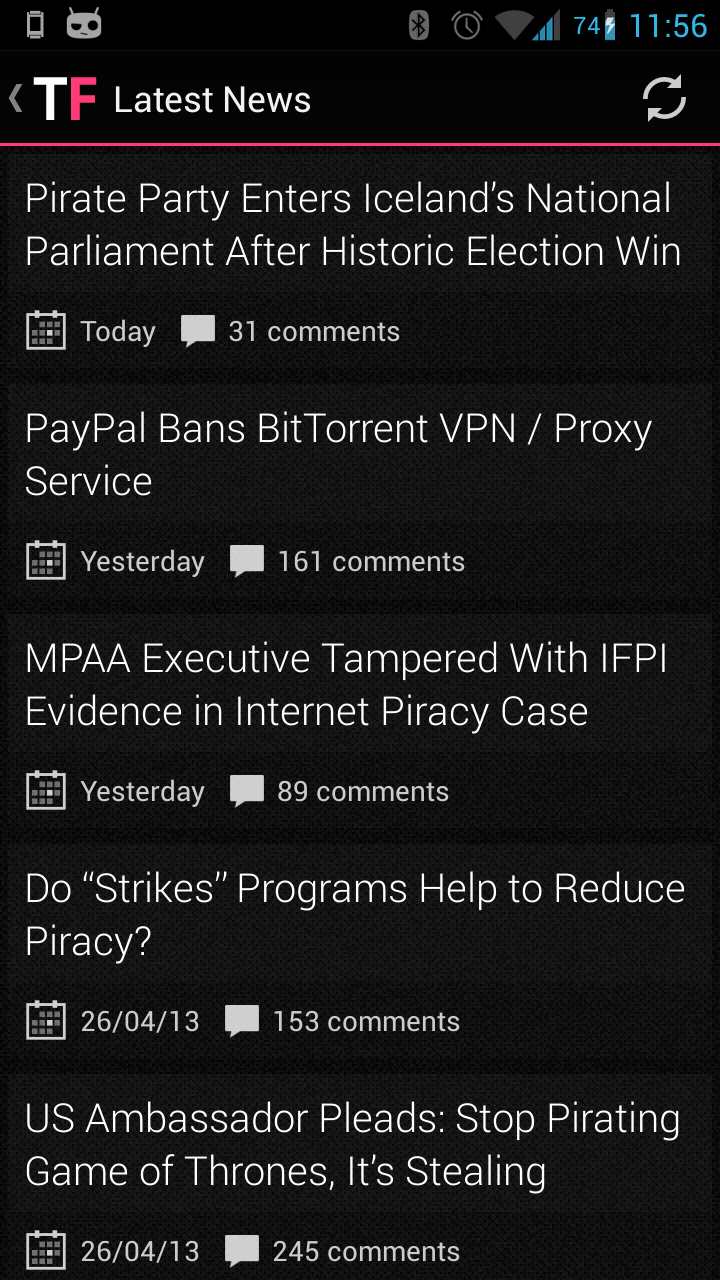 74 11:56
TF Latest News
Pirate Party Enters Iceland’s National
Parliament After Historic Election Win
Today 31 comments
PayPal Bans BitTorrent VPN / Proxy
Service
Yesterday 161 comments
MPAA Executive Tampered With IFPI
Evidence in Internet Piracy Case
Yesterday 89 comments
Do “Strikes” Programs Help to Reduce
Piracy?
26/04/13 153 comments
US Ambassador Pleads: Stop Pirating
Game of Thrones, It’s Stealing
26/04/13 245 comments